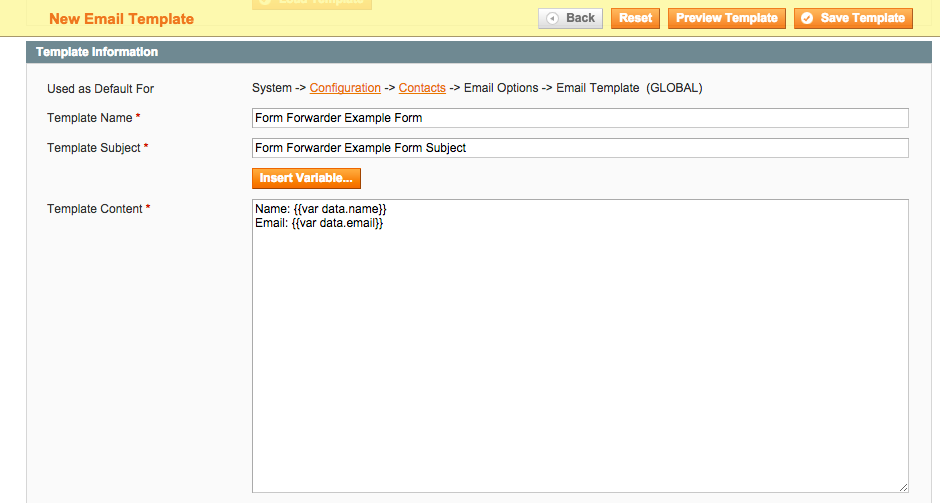 Load Template
New Email Template
Back
Reset
Preview Template
Save Template
Template Information
Used as Default For
System -> Configuration -> Contacts -> Email Options -> Email Template (GLOBAL)
Template Name *
Form Forwarder Example Form
Template Subject *
Form Forwarder Example Form Subject
Insert Variable...
Template Content *
Name: {{var data.name}}
Email: {{var data.email}}